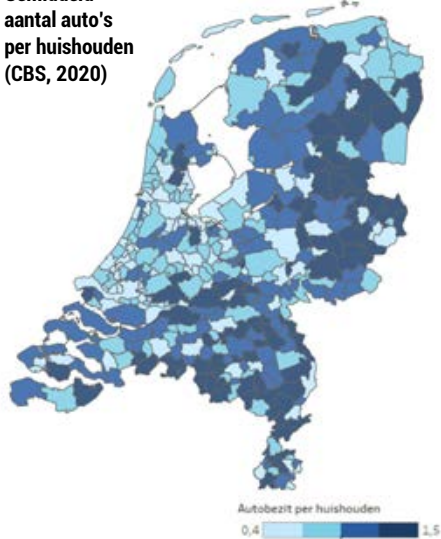 aantal auto's
per huishouden
(CBS, 2020)
Autobezit per huishouden
0,4
1,5